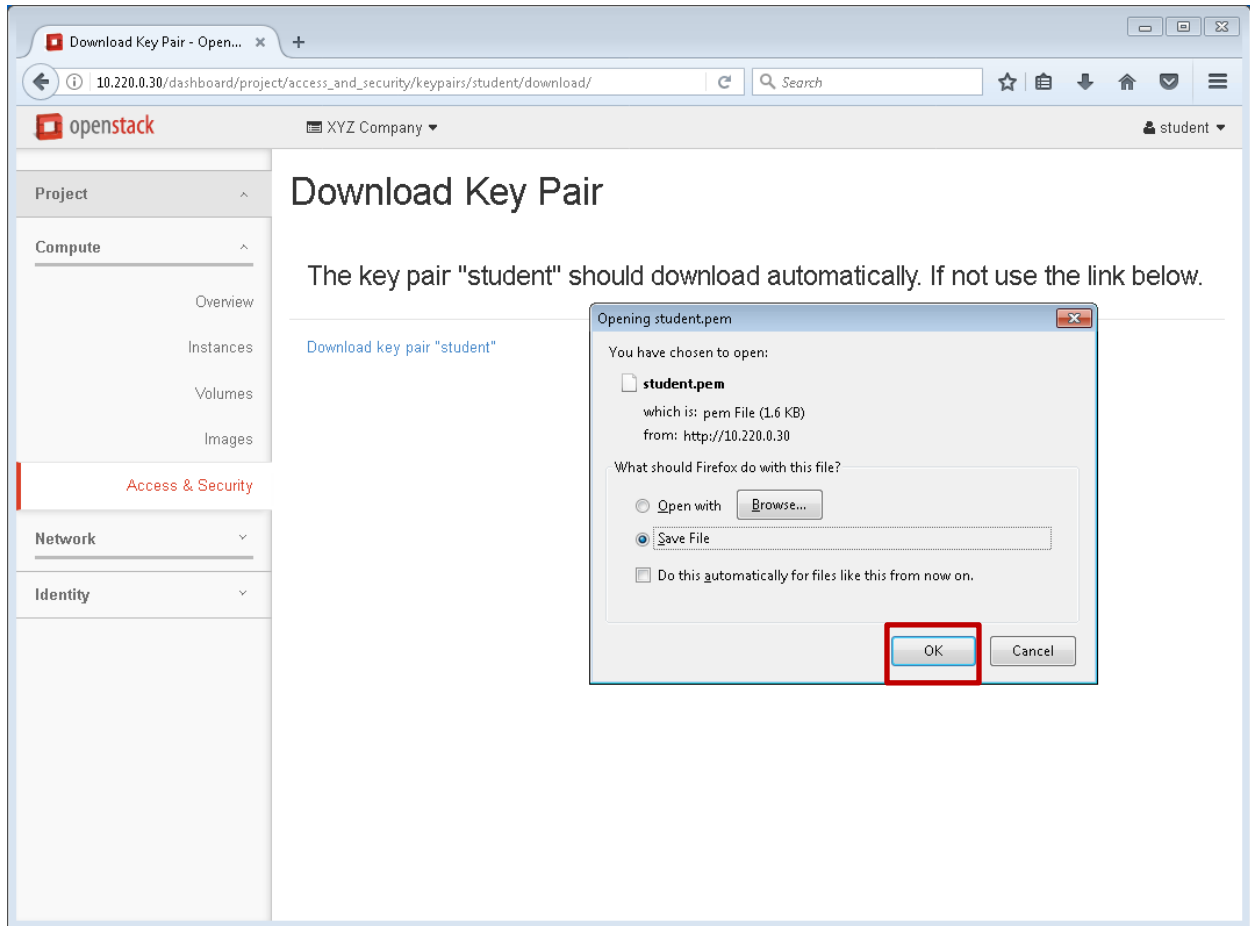 Download Key Pair - Open...
10.220.0.30/dashboard/project/access_and_security/keypairs/student/download/
Search
openstack
XYZ Company
student
Project
Download Key Pair
Compute
The key pair "student" should download automatically. If not use the link below.
Overview
Instances
Download key pair "student"
Volumes
Images
Access & Security
Network
Identity
Opening student.pem
You have chosen to open:
student.pem
which is: pem File (1.6 KB)
from: http://10.220.0.30
What should Firefox do with this file?
Open with
Browse...
Save File
Do this automatically for files like this from now on.
OK
Cancel